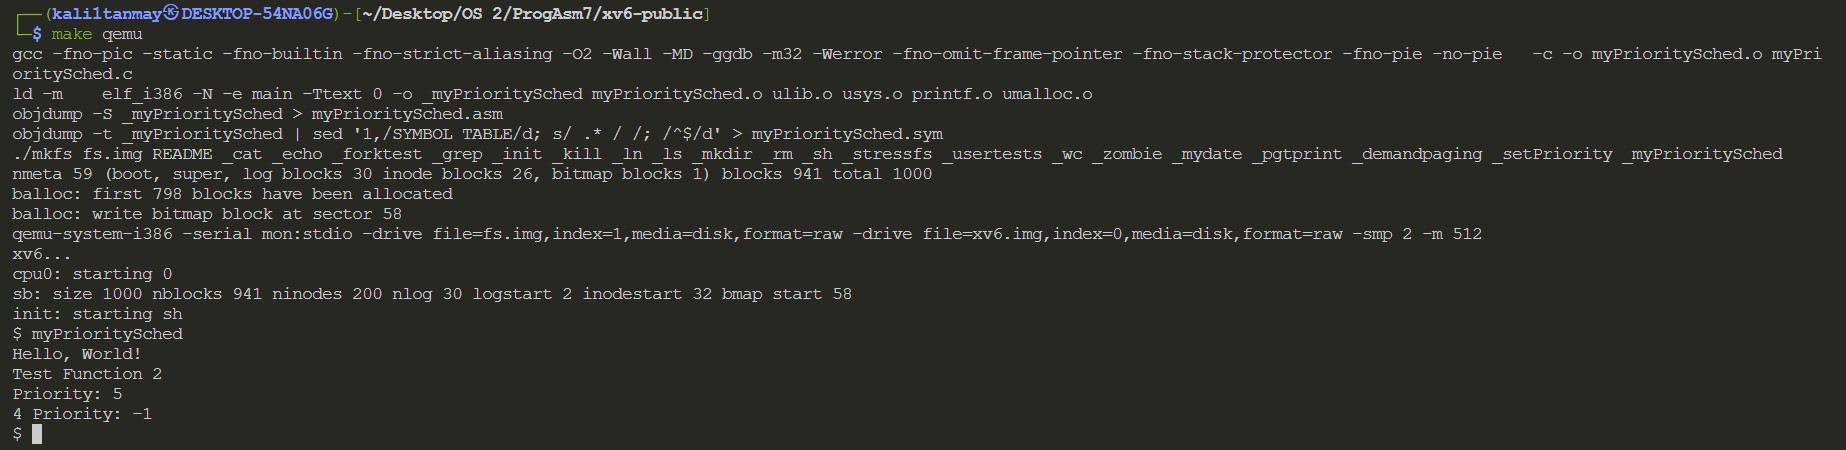 ┌──(kali1tanmay㉿DESKTOP-54NA06G)-[~/Desktop/OS 2/ProgAsm7/xv6-public]
└─$ make qemu
gcc -fno-pic -static -fno-builtin -fno-strict-aliasing -O2 -Wall -MD -ggdb -m32 -Werror -fno-omit-frame-pointer -fno-stack-protector -fno-pie -no-pie   -c -o myPrioritySched.o myPri
oritySched.c
ld -m    elf_i386 -N -e main -Ttext 0 -o _myPrioritySched myPrioritySched.o ulib.o usys.o printf.o umalloc.o
objdump -S _myPrioritySched > myPrioritySched.asm
objdump -t _myPrioritySched | sed '1,/SYMBOL TABLE/d; s/ .* / /; /^$/d' > myPrioritySched.sym
./mkfs fs.img README _cat _echo _forktest _grep _init _kill _ln _ls _mkdir _rm _sh _stressfs _usertests _wc _zombie _mydate _pgtprint _demandpaging _setPriority _myPrioritySched
nmeta 59 (boot, super, log blocks 30 inode blocks 26, bitmap blocks 1) blocks 941 total 1000
balloc: first 798 blocks have been allocated
balloc: write bitmap block at sector 58
qemu-system-i386 -serial mon:stdio -drive file=fs.img,index=1,media=disk,format=raw -drive file=xv6.img,index=0,media=disk,format=raw -smp 2 -m 512
xv6...
cpu0: starting 0
sb: size 1000 nblocks 941 ninodes 200 nlog 30 logstart 2 inodestart 32 bmap start 58
init: starting sh
$ myPrioritySched
Hello, World!
Test Function 2
Priority: 5
4 Priority: -1
$